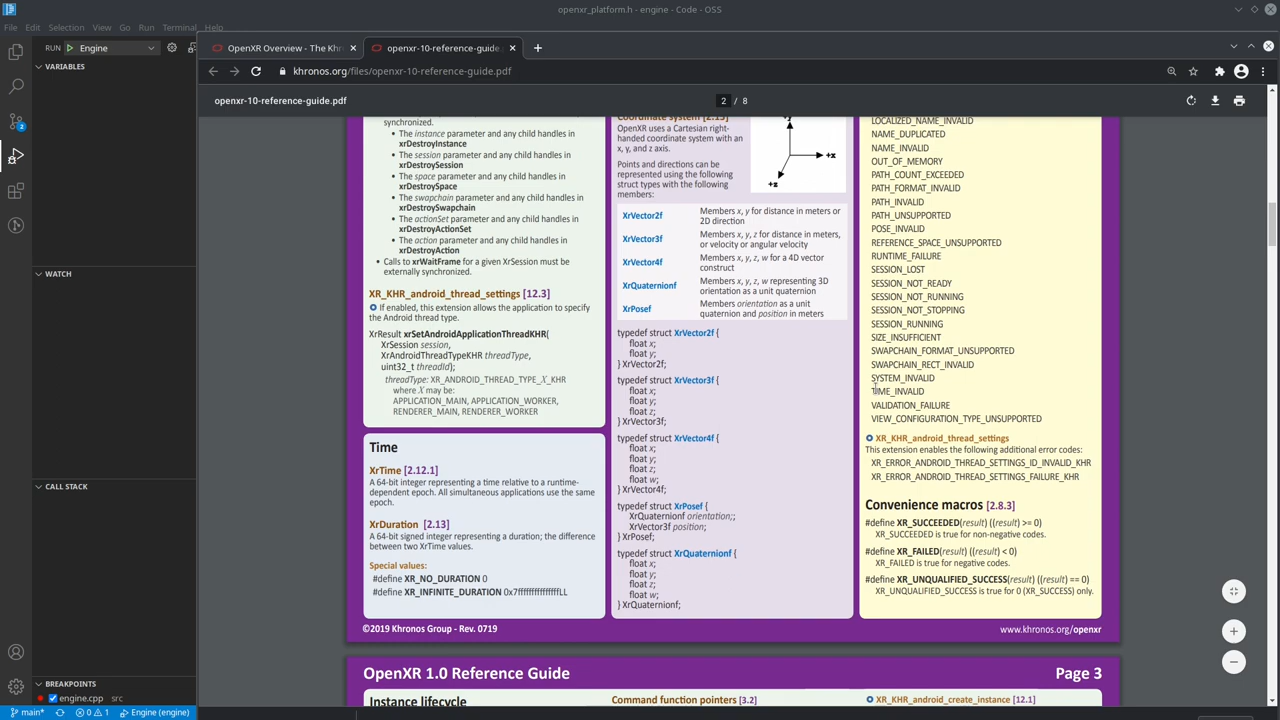 openxr_platform.h - engine - Code - OSS
File Edit Selection View Go Run Terminal Help
RUN Engine
VARIABLES
WATCH
CALL STACK
BREAKPOINTS
engine.cpp src
2
main* 0 1 Engine (engine)
OpenXR Overview - The Khr
openxr-10-reference-guide.
khronos.org/files/openxr-10-reference-guide.pdf
openxr-10-reference-guide.pdf
2 / 8
synchronized.
• The instance parameter and any child handles in
xrDestroyInstance
• The session parameter and any child handles in
xrDestroySession
• The space parameter and any child handles in
xrDestroySpace
• The swapchain parameter and any child handles in
xrDestroySwapchain
• The actionSet parameter and any child handles in
xrDestroyActionSet
• The action parameter and any child handles in
xrDestroyAction
• Calls to xrWaitFrame for a given XrSession must be
externally synchronized.
XR_KHR_android_thread_settings [12.3]
If enabled, this extension allows the application to specify
the Android thread type.
XrResult xrSetAndroidApplicationThreadKHR(
XrSession session,
XrAndroidThreadTypeKHR threadType,
uint32_t threadId);
threadType: XR_ANDROID_THREAD_TYPE_X_KHR
where X may be:
APPLICATION_MAIN, APPLICATION_WORKER,
RENDERER_MAIN, RENDERER_WORKER
Time
XrTime [2.12.1]
A 64-bit integer representing a time relative to a runtime-
dependent epoch. All simultaneous applications use the same
epoch.
XrDuration [2.13]
A 64-bit signed integer representing a duration; the difference
between two XrTime values.
Special values:
#define XR_NO_DURATION 0
#define XR_INFINITE_DURATION 0x7fffffffffffffffLL
Coordinate system [2.15]
OpenXR uses a Cartesian right-
handed coordinate system with an
x, y, and z axis.
Points and directions can be
represented using the following
struct types with the following
members:
+y
+x
+z
XrVector2f Members x, y for distance in meters or
2D direction
XrVector3f Members x, y, z for distance in meters,
or velocity or angular velocity
XrVector4f Members x, y, z, w for a 4D vector
construct
XrQuaternionf Members x, y, z, w representing 3D
orientation as a unit quaternion
XrPosef Members orientation as a unit
quaternion and position in meters
typedef struct XrVector2f {
float x;
float y;
} XrVector2f;
typedef struct XrVector3f {
float x;
float y;
float z;
} XrVector3f;
typedef struct XrVector4f {
float x;
float y;
float z;
float w;
} XrVector4f;
typedef struct XrPosef {
XrQuaternionf orientation;;
XrVector3f position;
} XrPosef;
typedef struct XrQuaternionf {
float x;
float y;
float z;
float w;
} XrQuaternionf;
LOCALIZED_NAME_INVALID
NAME_DUPLICATED
NAME_INVALID
OUT_OF_MEMORY
PATH_COUNT_EXCEEDED
PATH_FORMAT_INVALID
PATH_INVALID
PATH_UNSUPPORTED
POSE_INVALID
REFERENCE_SPACE_UNSUPPORTED
RUNTIME_FAILURE
SESSION_LOST
SESSION_NOT_READY
SESSION_NOT_RUNNING
SESSION_NOT_STOPPING
SESSION_RUNNING
SIZE_INSUFFICIENT
SWAPCHAIN_FORMAT_UNSUPPORTED
SWAPCHAIN_RECT_INVALID
SYSTEM_INVALID
TIME_INVALID
VALIDATION_FAILURE
VIEW_CONFIGURATION_TYPE_UNSUPPORTED
XR_KHR_android_thread_settings
This extension enables the following additional error codes:
XR_ERROR_ANDROID_THREAD_SETTINGS_ID_INVALID_KHR
XR_ERROR_ANDROID_THREAD_SETTINGS_FAILURE_KHR
Convenience macros [2.8.3]
#define XR_SUCCEEDED(result) ((result) >= 0)
XR_SUCCEEDED is true for non-negative codes.
#define XR_FAILED(result) ((result) < 0)
XR_FAILED is true for negative codes.
#define XR_UNQUALIFIED_SUCCESS(result) ((result) == 0)
XR_UNQUALIFIED_SUCCESS is true for 0 (XR_SUCCESS) only.
©2019 Khronos Group - Rev. 0719
www.khronos.org/openxr
OpenXR 1.0 Reference Guide Page 3
Instance lifecycle
Command function pointers [3.2]
XR_KHR_android_create_instance [12.1]